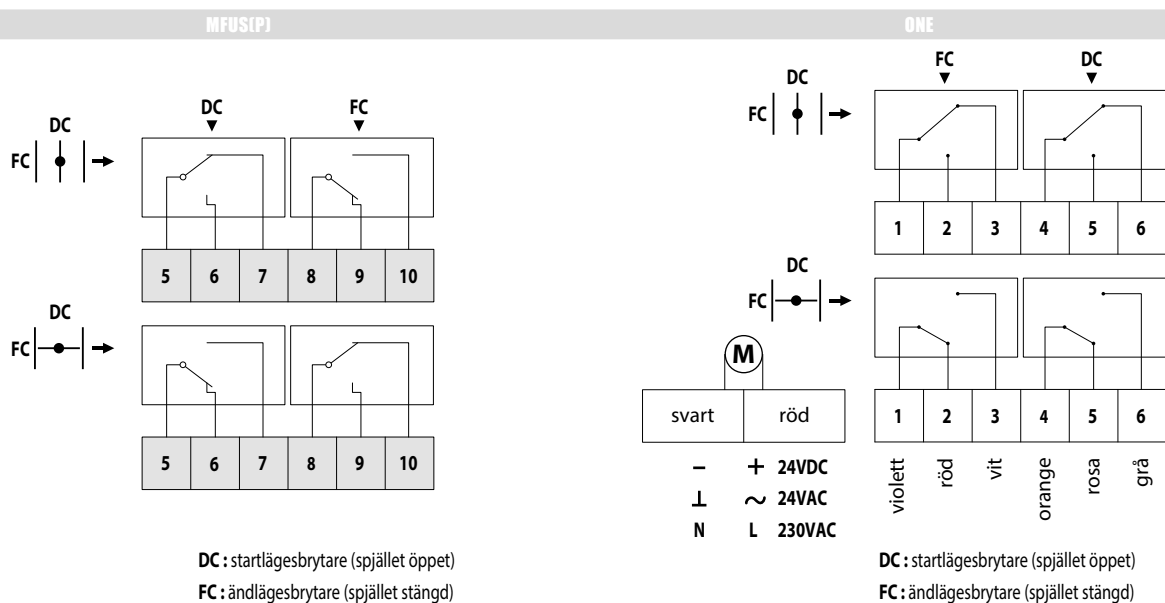 MFUS(P)
DC
FC
DC
FC
5 6 7 8 9 10
DC
FC
5 6 7 8 9 10
DC : startlägesbrytare (spjället öppet)
FC : ändlägesbrytare (spjället stängd)
ONE
FC
DC
DC
FC
1 2 3 4 5 6
DC
FC
M
svart röd
1 2 3 4 5 6
violett röd vit orange rosa grå
– + 24VDC
⊥ ~ 24VAC
N L 230VAC
DC : startlägesbrytare (spjället öppet)
FC : ändlägesbrytare (spjället stängd)